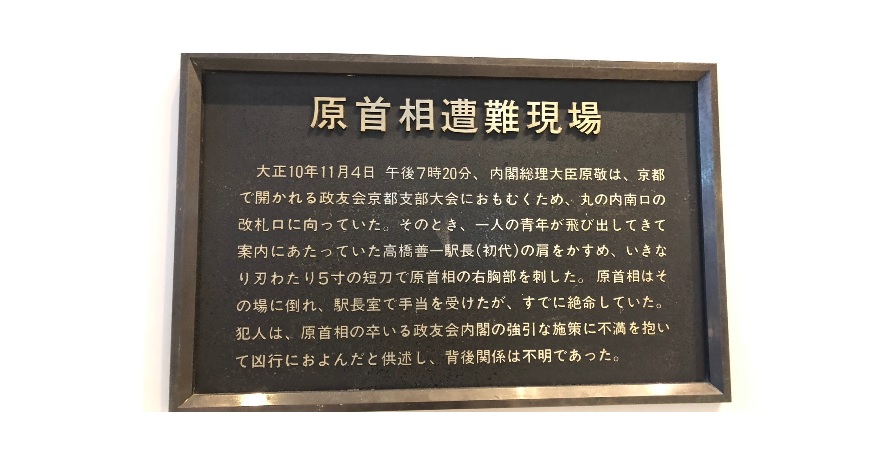 原首相遭難現場
大正10年11月4日 午後7時20分、内閣総理大臣原敬は、京都
で開かれる政友会京都支部大会におもむくため、丸の内南口の
改札口に向っていた。そのとき、一人の青年が飛び出してきて
案内にあたっていた高橋善一駅長(初代)の肩をかすめ、いきな
り刃わたり5寸の短刀で原首相の右胸部を刺した。原首相はそ
の場に倒れ、駅長室で手当を受けたが、すでに絶命していた。
犯人は、原首相の卒いる政友会内閣の強引な施策に不満を抱い
て凶行におよんだと供述し、背後関係は不明であった。